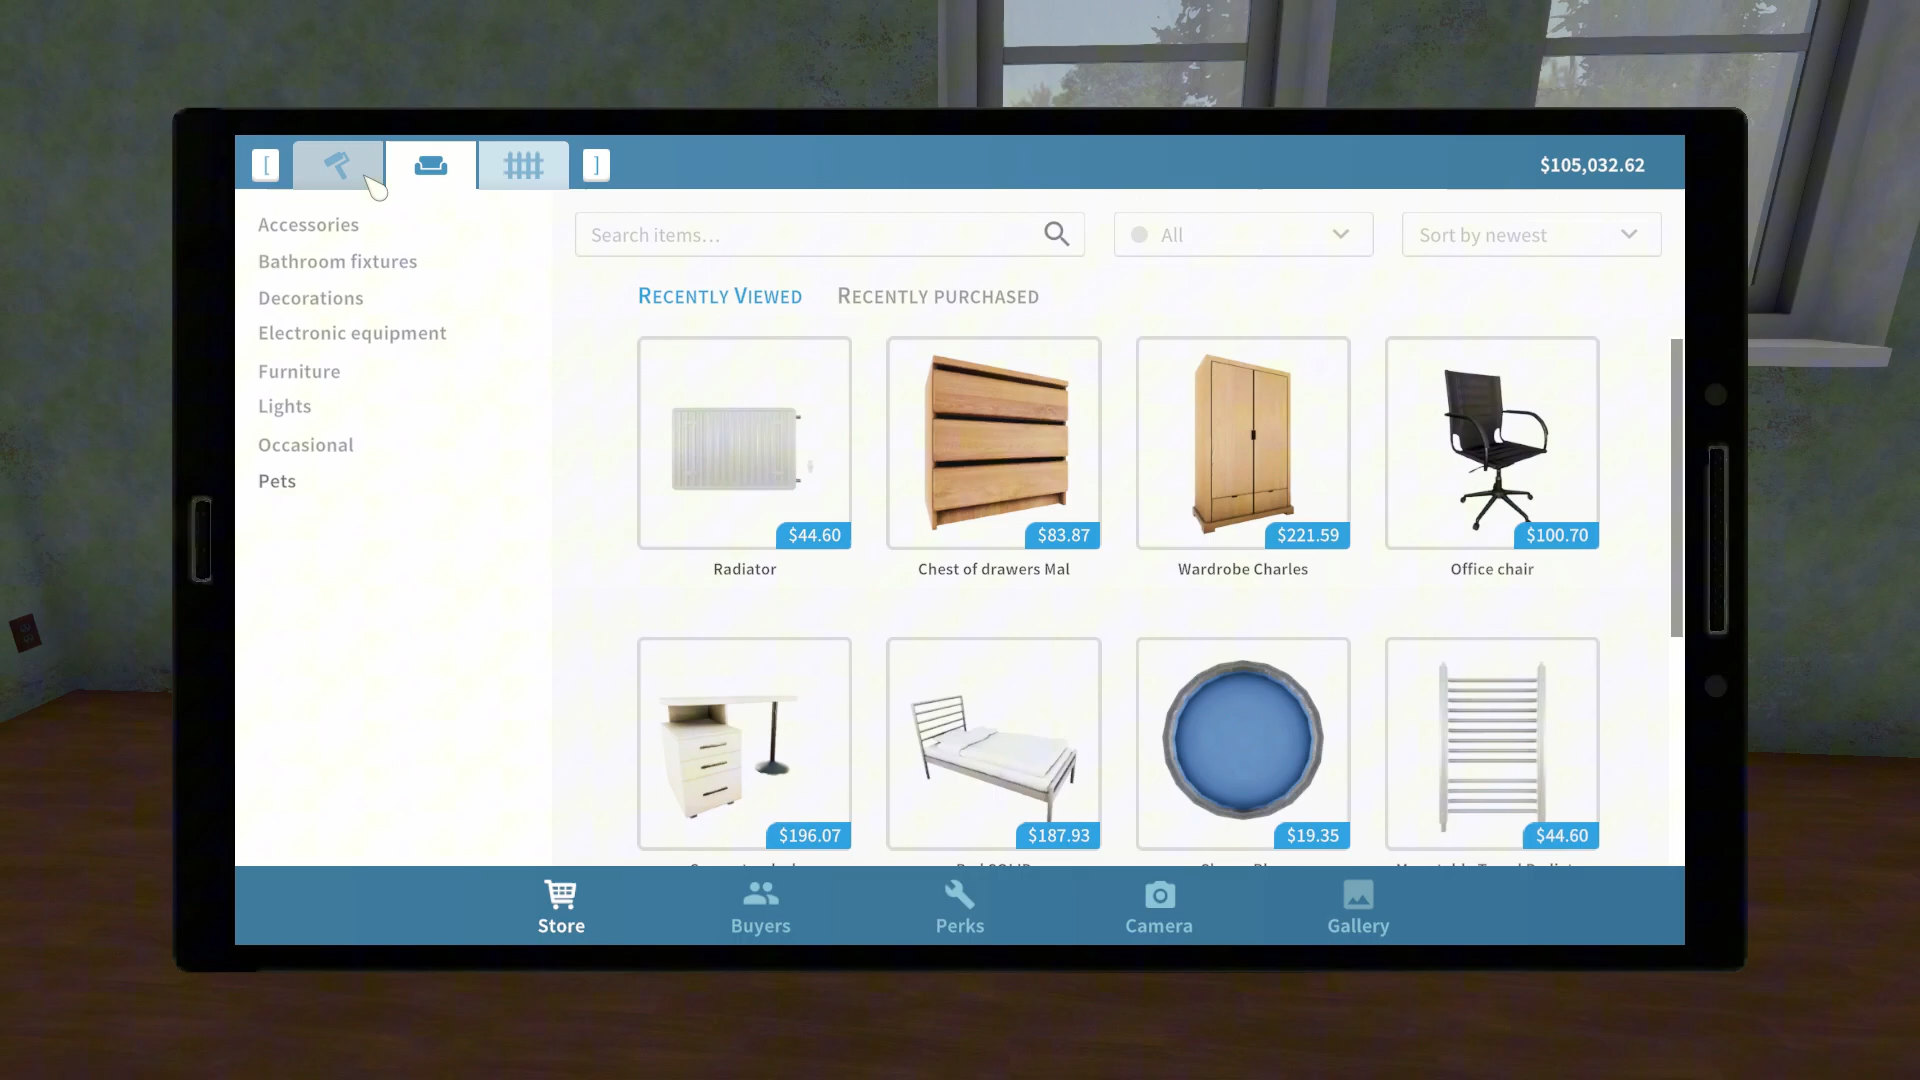 [
]
$105,032.62
Accessories
Bathroom fixtures
Decorations
Electronic equipment
Furniture
Lights
Occasional
Pets
Search items...
All
Sort by newest
RECENTLY VIEWED
RECENTLY PURCHASED
$44.60
$83.87
$221.59
$100.70
Radiator
Chest of drawers Mal
Wardrobe Charles
Office chair
$196.07
$187.93
$19.35
$44.60
Store
Buyers
Perks
Camera
Gallery